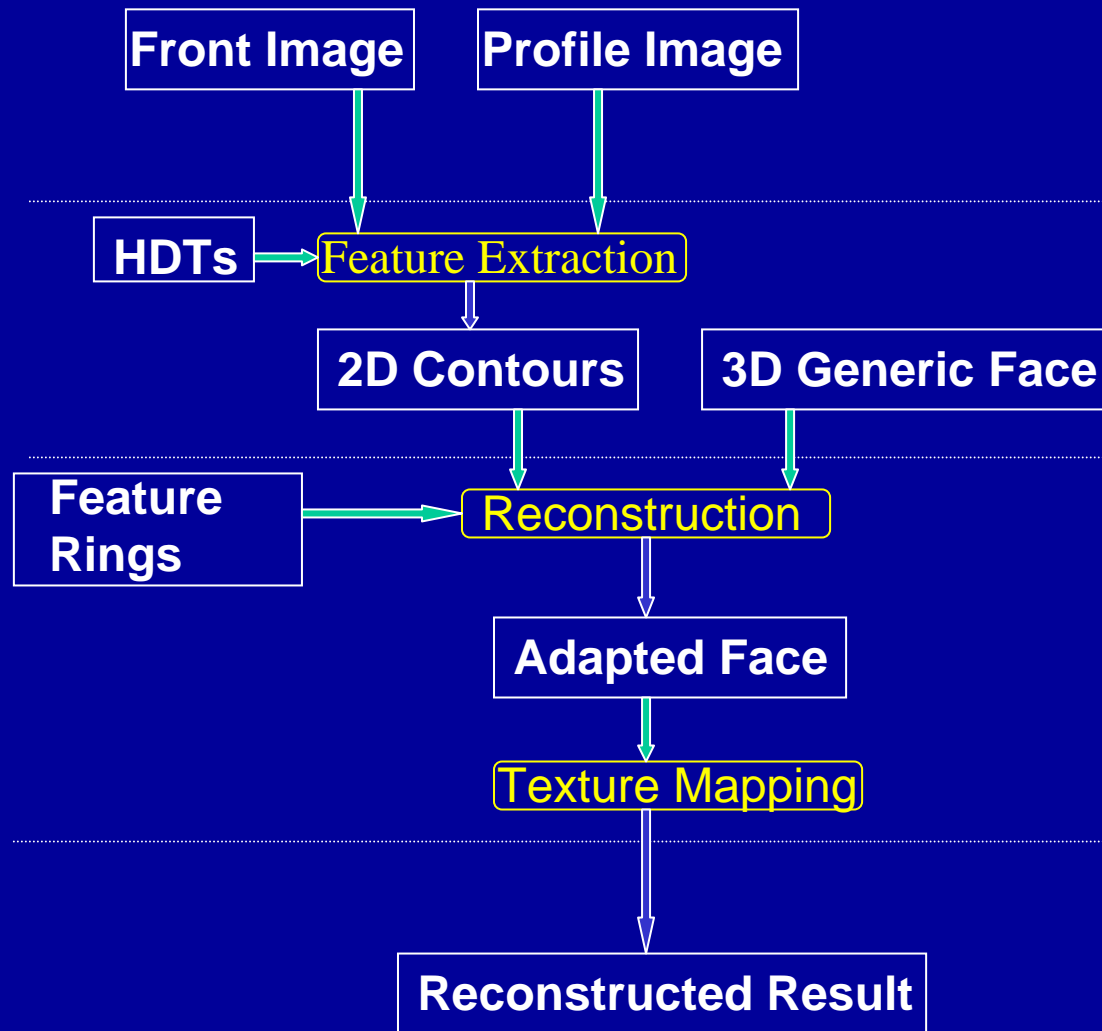 Front Image
Profile Image
HDTs
Feature Extraction
2D Contours
3D Generic Face
Feature
Rings
Reconstruction
Adapted Face
Texture Mapping
Reconstructed Result